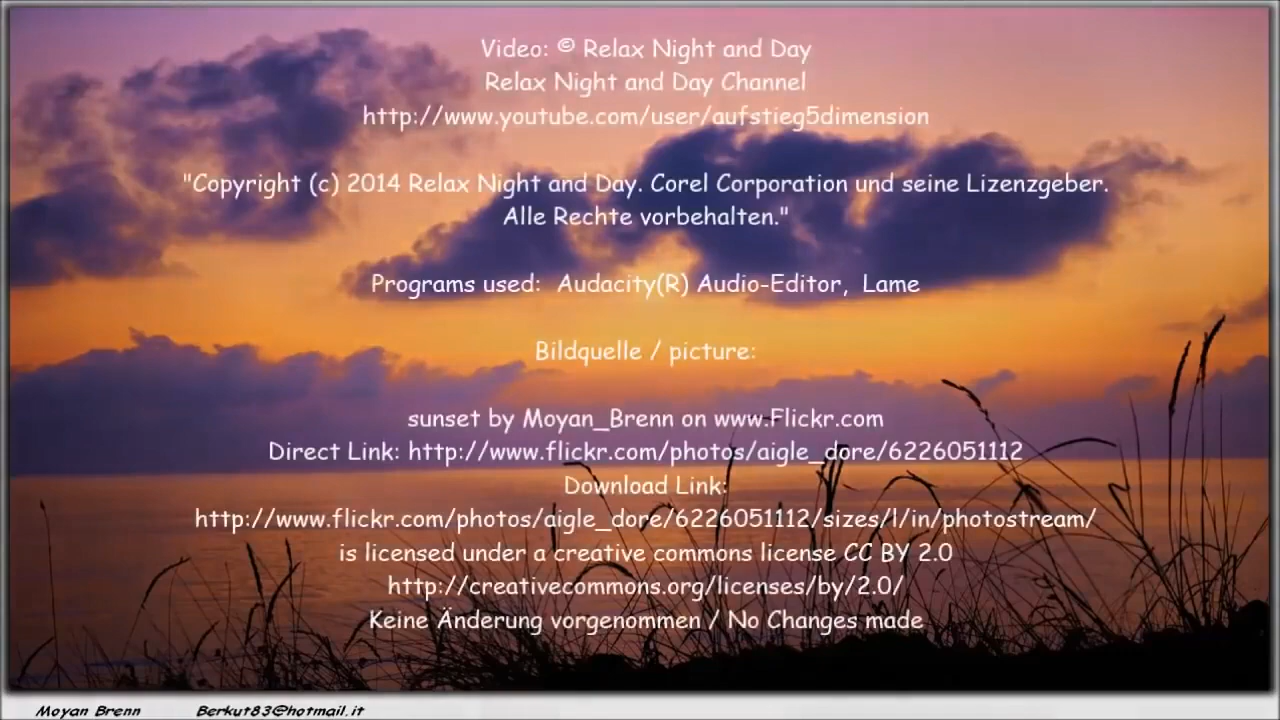 Video: © Relax Night and Day
Relax Night and Day Channel
http://www.youtube.com/user/aufstieg5dimension
"Copyright (c) 2014 Relax Night and Day. Corel Corporation und seine Lizenzgeber.
Alle Rechte vorbehalten."
Programs used:  Audacity(R) Audio-Editor,  Lame
Bildquelle / picture:
sunset by Moyan_Brenn on www.Flickr.com
Direct Link: http://www.flickr.com/photos/aigle_dore/6226051112
Download Link:
http://www.flickr.com/photos/aigle_dore/6226051112/sizes/l/in/photostream/
is licensed under a creative commons license CC BY 2.0
http://creativecommons.org/licenses/by/2.0/
Keine Änderung vorgenommen / No Changes made
Moyan Brenn Berkut83@hotmail.it